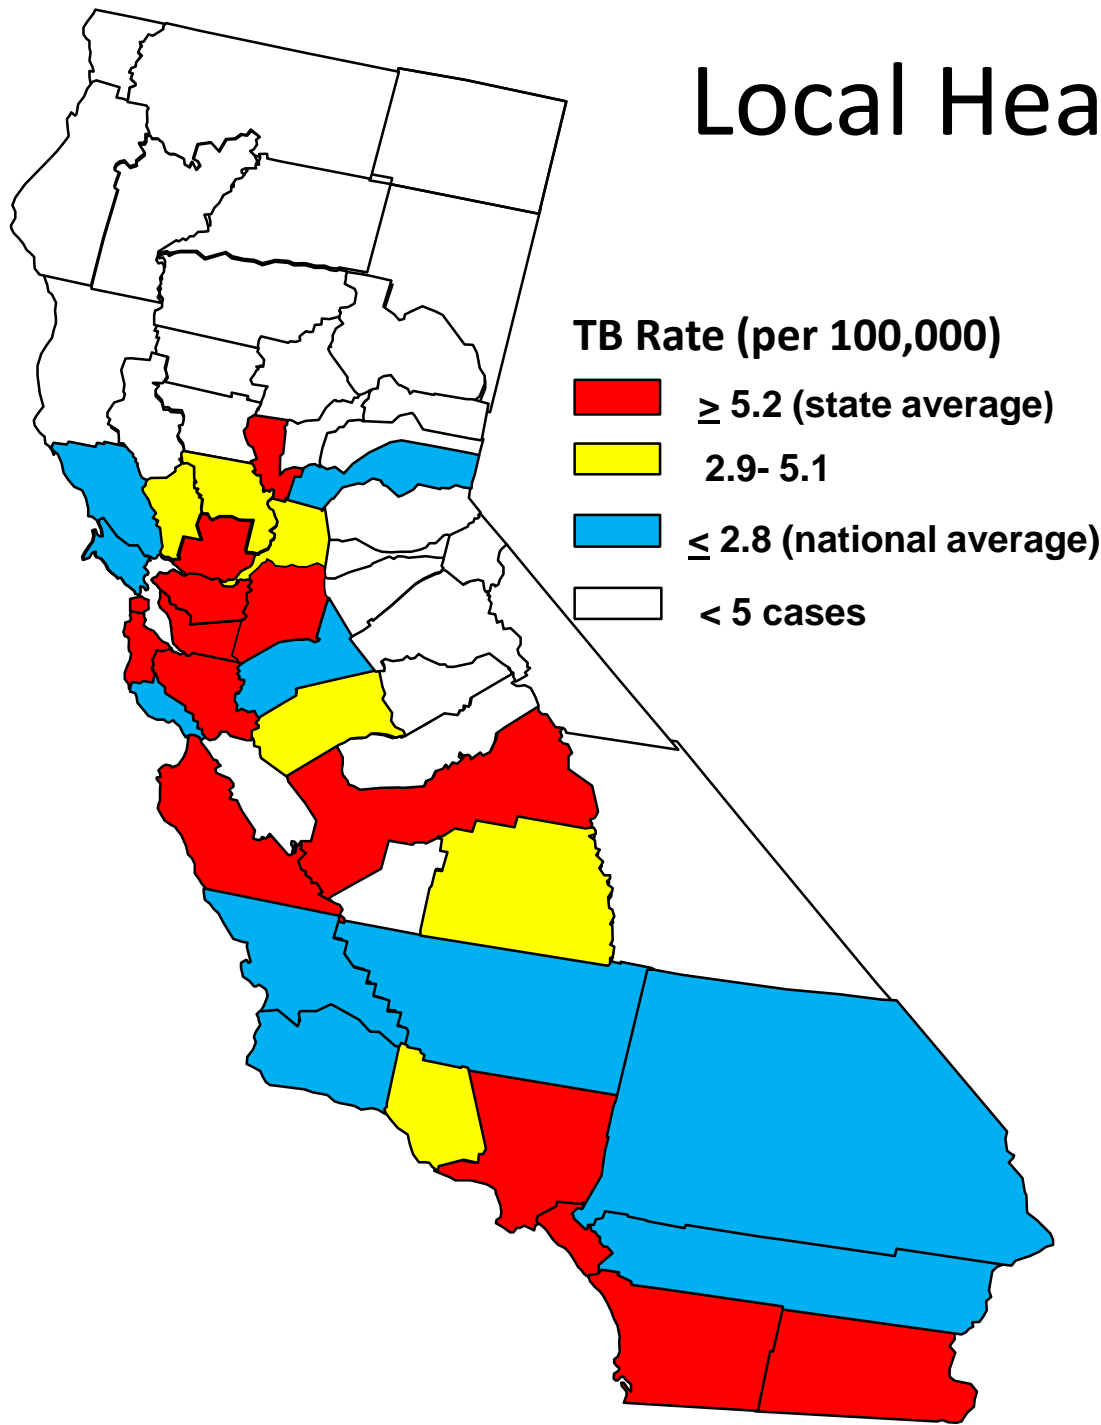 Local Hea
TB Rate (per 100,000)
≥ 5.2 (state average)
2.9- 5.1
≤ 2.8 (national average)
< 5 cases